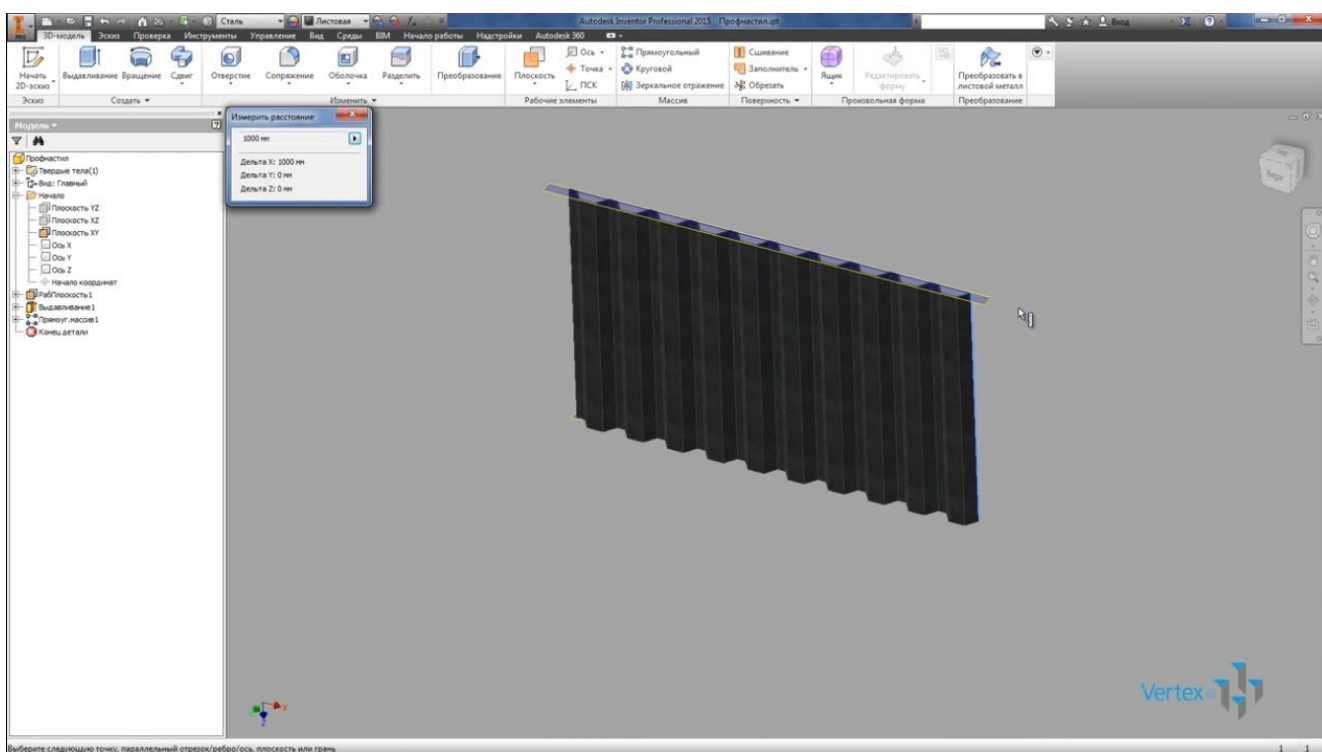 Сталь
Листовая
Autodesk Inventor Professional 2015 Профнастил.ipt
Вход
PRO
3D-модель Эскиз Проверка Инструменты Управление Вид Среды BIM Начало работы Надстройки Autodesk 360
Начать 2D-эскиз
Выдавливание Вращение Сдвиг
Отверстие Сопряжение Оболочка Разделить Преобразование
Плоскость
Ось
Точка
ПСК
Прямоугольный
Круговой
Зеркальное отражение
Сшивание
Заполнитель
Обрезать
Ящик
Редактировать форму
Преобразовать в листовой металл
Эскиз Создать Изменить Рабочие элементы Массив Поверхность Произвольная форма Преобразование
Модель
Профнастил
Твердые тела(1)
Вид: Главный
Начало
Плоскость YZ
Плоскость XZ
Плоскость XY
Ось X
Ось Y
Ось Z
Начало координат
РабПлоскость1
Выдавливание1
Прямоуг.массив1
Конец детали
Измерить расстояние
1000 мм
Дельта X: 1000 мм
Дельта Y: 0 мм
Дельта Z: 0 мм
Верх
X
Z
Vertex
Выберите следующую точку, параллельный отрезок/ребро/ось, плоскость или грань
1 1